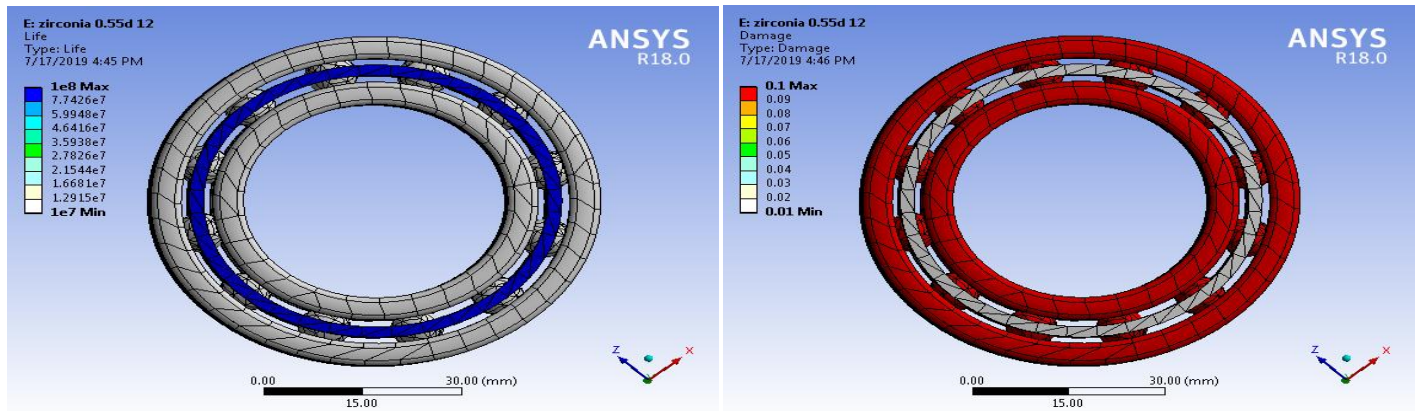 E: zirconia 0.55d 12
Life
Type: Life
7/17/2019 4:45 PM
1e8 Max
7.7426e7
5.9948e7
4.6416e7
3.5938e7
2.7826e7
2.1544e7
1.6681e7
1.2915e7
1e7 Min
ANSYS
R18.0
Z
X
0.00
30.00 (mm)
15.00
E: zirconia 0.55d 12
Damage
Type: Damage
7/17/2019 4:46 PM
0.1 Max
0.09
0.08
0.07
0.06
0.05
0.04
0.03
0.02
0.01 Min
ANSYS
R18.0
Z
X
0.00
30.00 (mm)
15.00